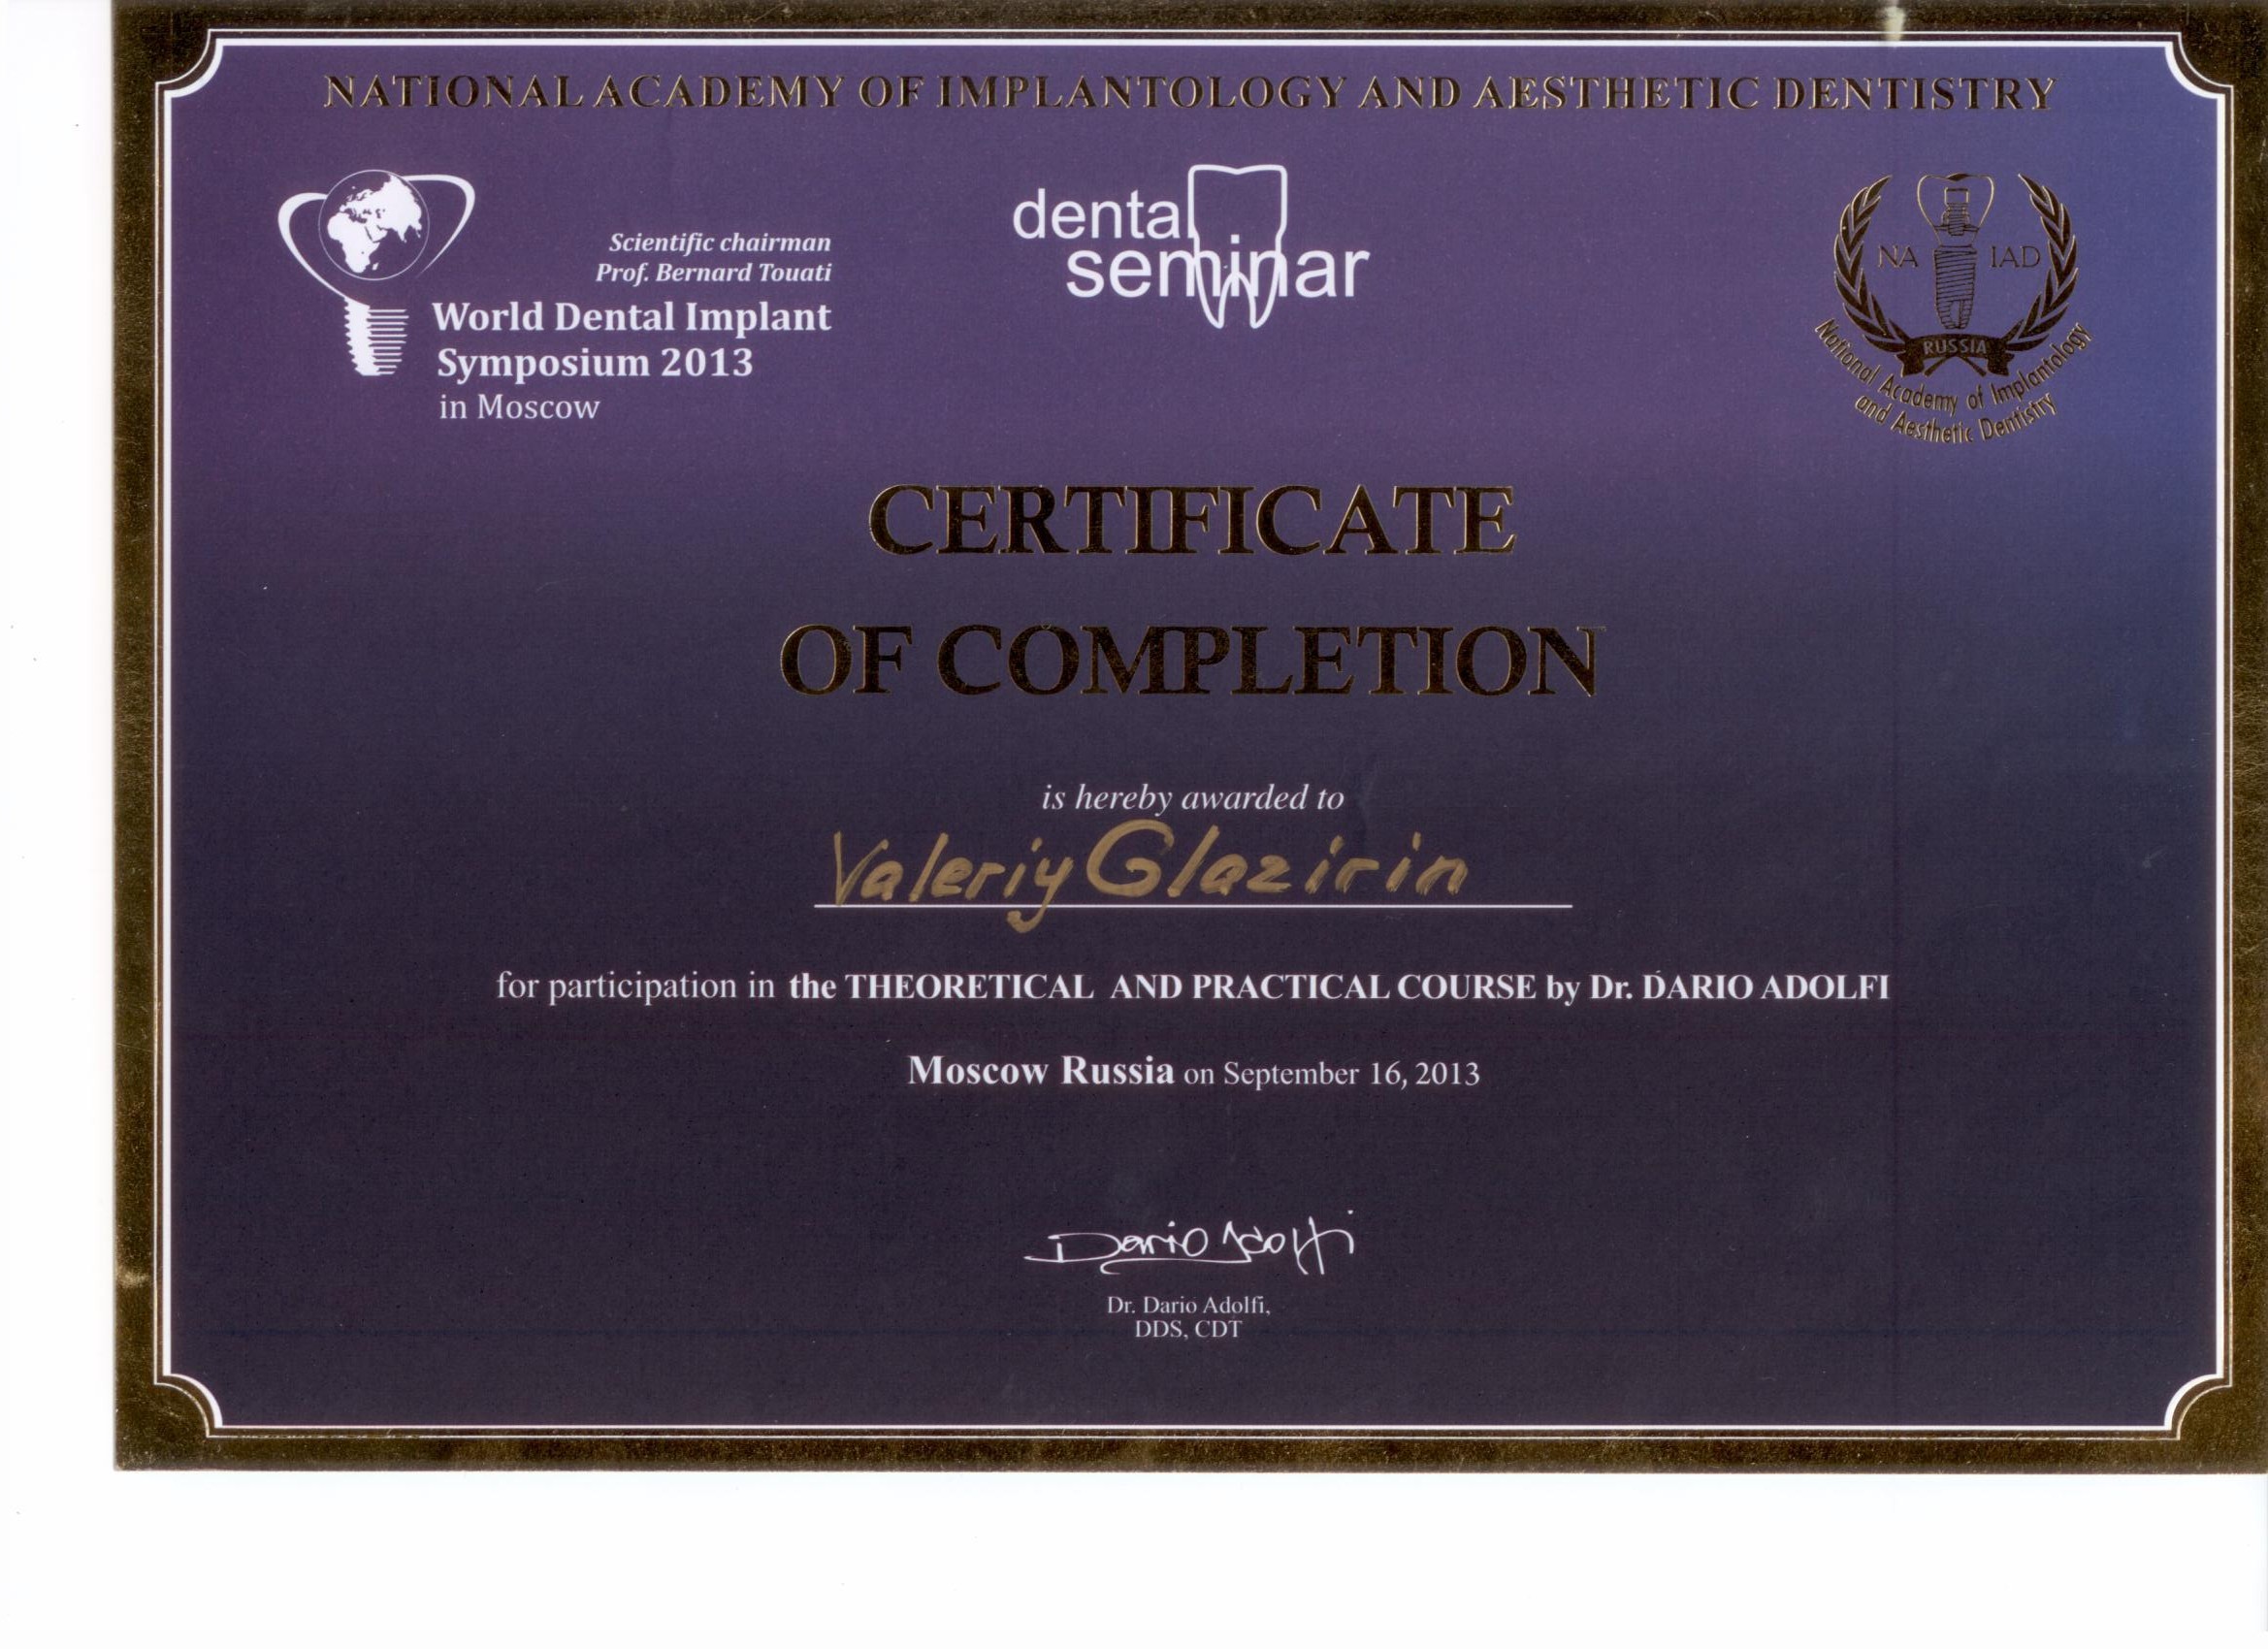 NATIONAL ACADEMY OF IMPLANTOLOGY AND AESTHETIC DENTISTRY
Scientific chairman
Prof. Bernard Touati
World Dental Implant
Symposium 2013
in Moscow
dental
seminar
NA IAD
RUSSIA
National Academy of Implantology
and Aesthetic Dentistry
CERTIFICATE
OF COMPLETION
is hereby awarded to
Valeriy Glazirin
for participation in the THEORETICAL AND PRACTICAL COURSE by Dr. DARIO ADOLFI
Moscow Russia on September 16, 2013
Dario Adolfi
Dr. Dario Adolfi,
DDS, CDT